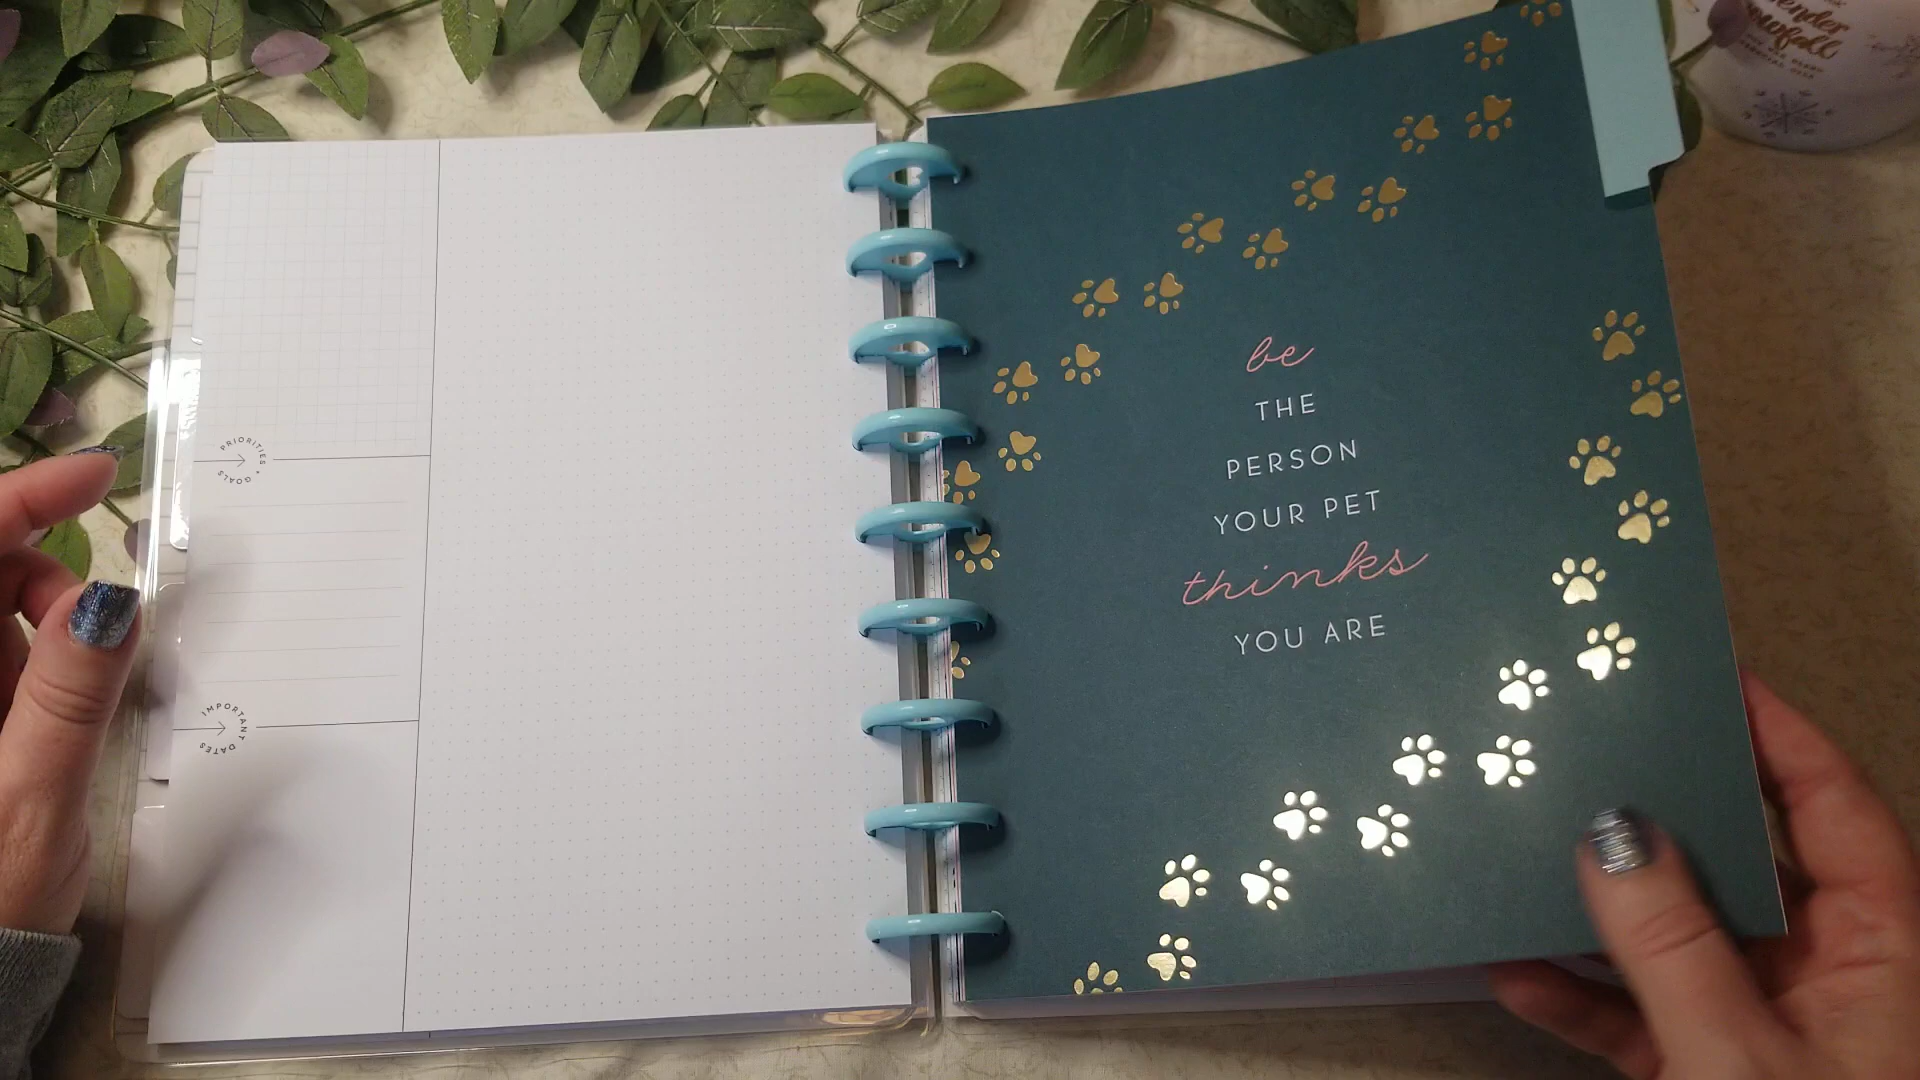 PRIORITIES + GOALS
IMPORTANT DATES
be
THE
PERSON
YOUR PET
thinks
YOU ARE